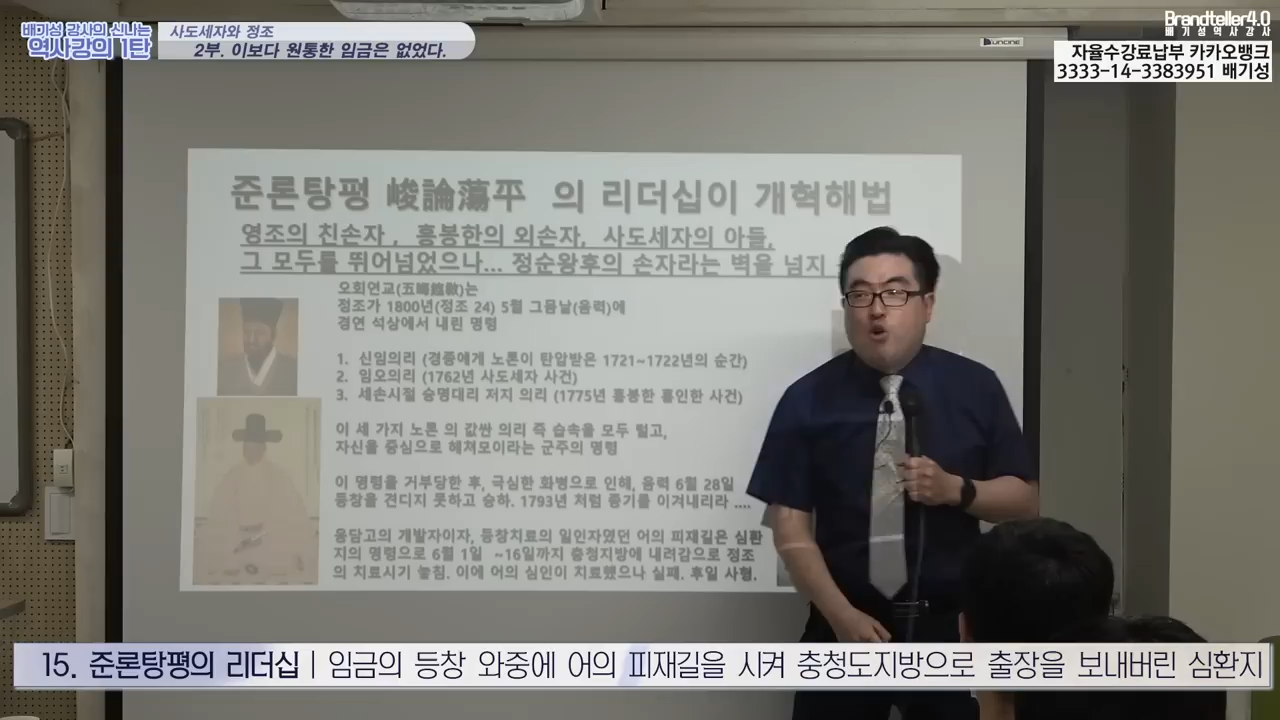 배기성 강사의 신나는
역사강의 1탄
사도세자와 정조
2부. 이보다 원통한 임금은 없었다.
Brandteller4.0
배기성역사강사
자율수강료납부 카카오뱅크
3333-14-3383951 배기성
준론탕평 峻論蕩平 의 리더십이 개혁해법
영조의 친손자, 홍봉한의 외손자, 사도세자의 아들,
그 모두를 뛰어넘었으나... 정순왕후의 손자라는 벽을 넘지
오회연교(五晦筵敎)는
정조가 1800년(정조 24) 5월 그믐날(음력)에
경연 석상에서 내린 명령
1. 신임의리 (경종에게 노론이 탄압받은 1721~1722년의 순간)
2. 임오의리 (1762년 사도세자 사건)
3. 세손시절 승명대리 저지 의리 (1775년 홍봉한 홍인한 사건)
이 세 가지 노론 의 값싼 의리 즉 습속을 모두 털고,
자신을 중심으로 헤쳐모이라는 군주의 명령
이 명령을 거부당한 후, 극심한 화병으로 인해, 음력 6월 28일
등창을 견디지 못하고 승하. 1793년 처럼 종기를 이겨내리라 ....
웅담고의 개발자이자, 등창치료의 일인자였던 어의 피재길은 심환
지의 명령으로 6월 1일 ~16일까지 충청지방에 내려감으로 정조
의 치료시기 놓침. 이에 어의 심인이 치료했으나 실패. 후일 사형.
15. 준론탕평의 리더십 | 임금의 등창 와중에 어의 피재길을 시켜 충청도지방으로 출장을 보내버린 심환지